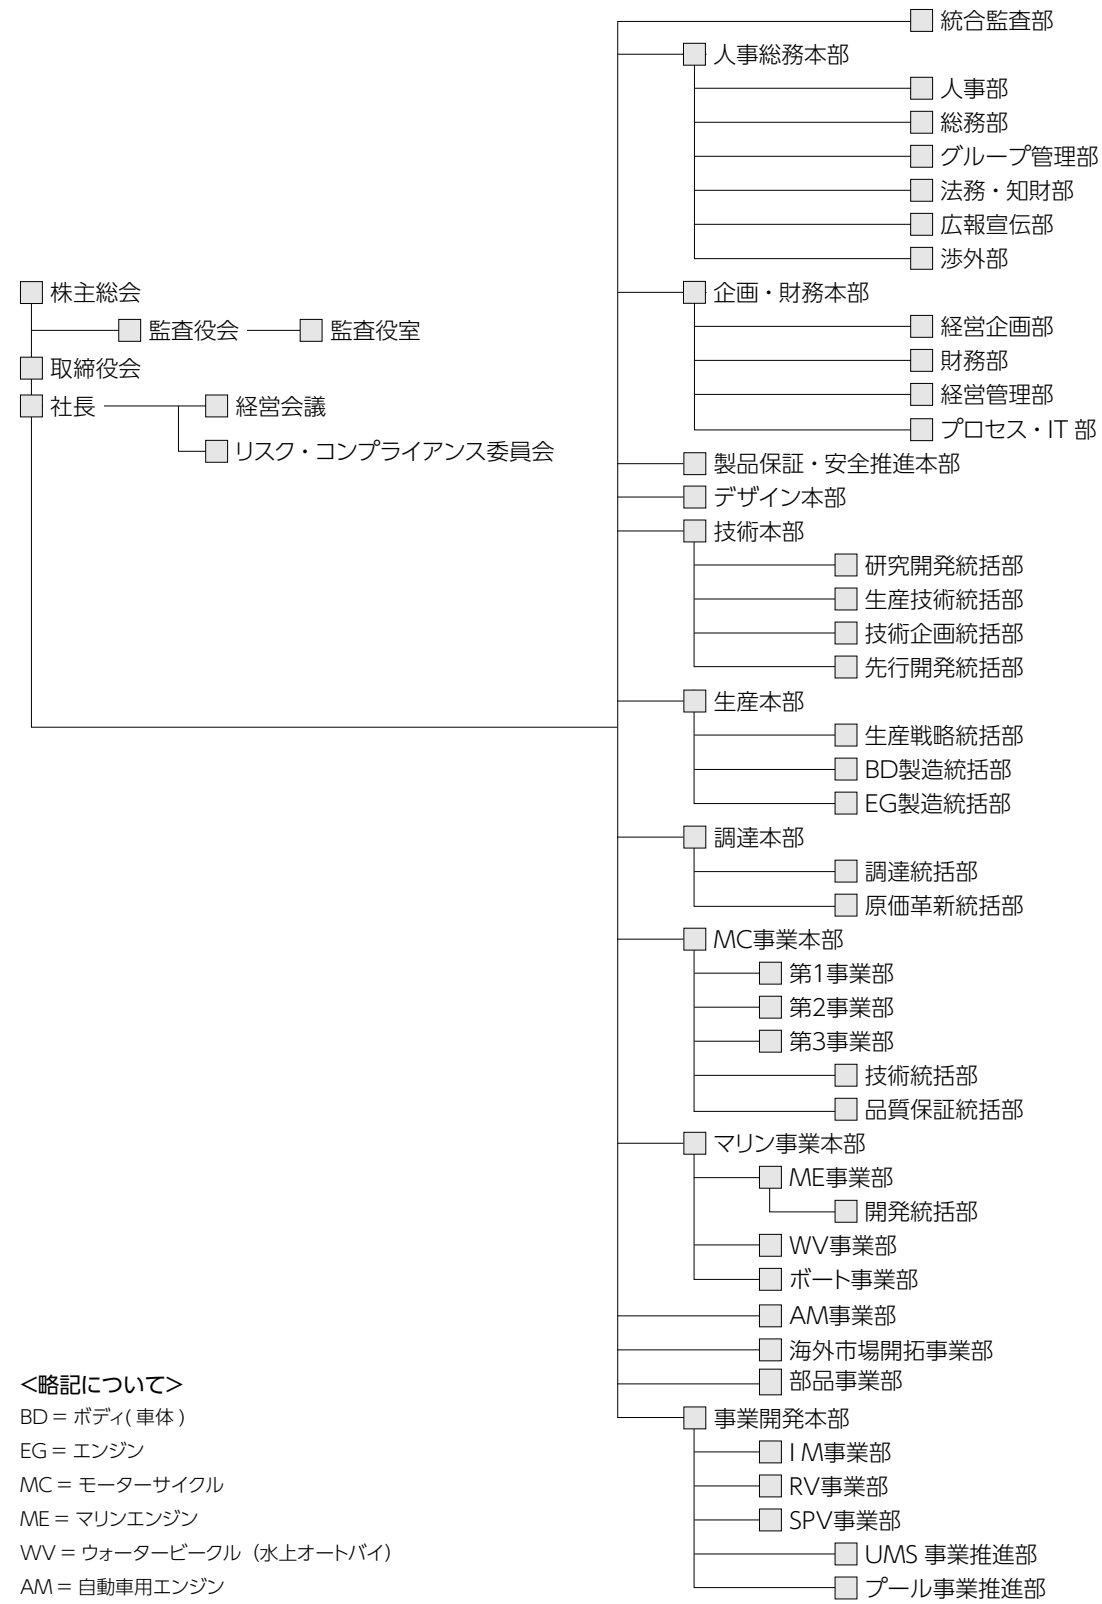 株主総会
監査役会
監査役室
取締役会
社長
経営会議
リスク・コンプライアンス委員会
統合監査部
人事総務本部
人事部
総務部
グループ管理部
法務・知財部
広報宣伝部
渉外部
企画・財務本部
経営企画部
財務部
経営管理部
プロセス・IT 部
製品保証・安全推進本部
デザイン本部
技術本部
研究開発統括部
生産技術統括部
技術企画統括部
先行開発統括部
生産本部
生産戦略統括部
BD製造統括部
EG製造統括部
調達本部
調達統括部
原価革新統括部
MC事業本部
第1事業部
第2事業部
第3事業部
技術統括部
品質保証統括部
マリン事業本部
ME事業部
開発統括部
WV事業部
ボート事業部
AM事業部
海外市場開拓事業部
部品事業部
事業開発本部
I M事業部
RV事業部
SPV事業部
UMS 事業推進部
プール事業推進部
<略記について>
BD = ボディ( 車体 )
EG = エンジン
MC = モーターサイクル
ME = マリンエンジン
WV = ウォータービークル（水上オートバイ）
AM = 自動車用エンジン